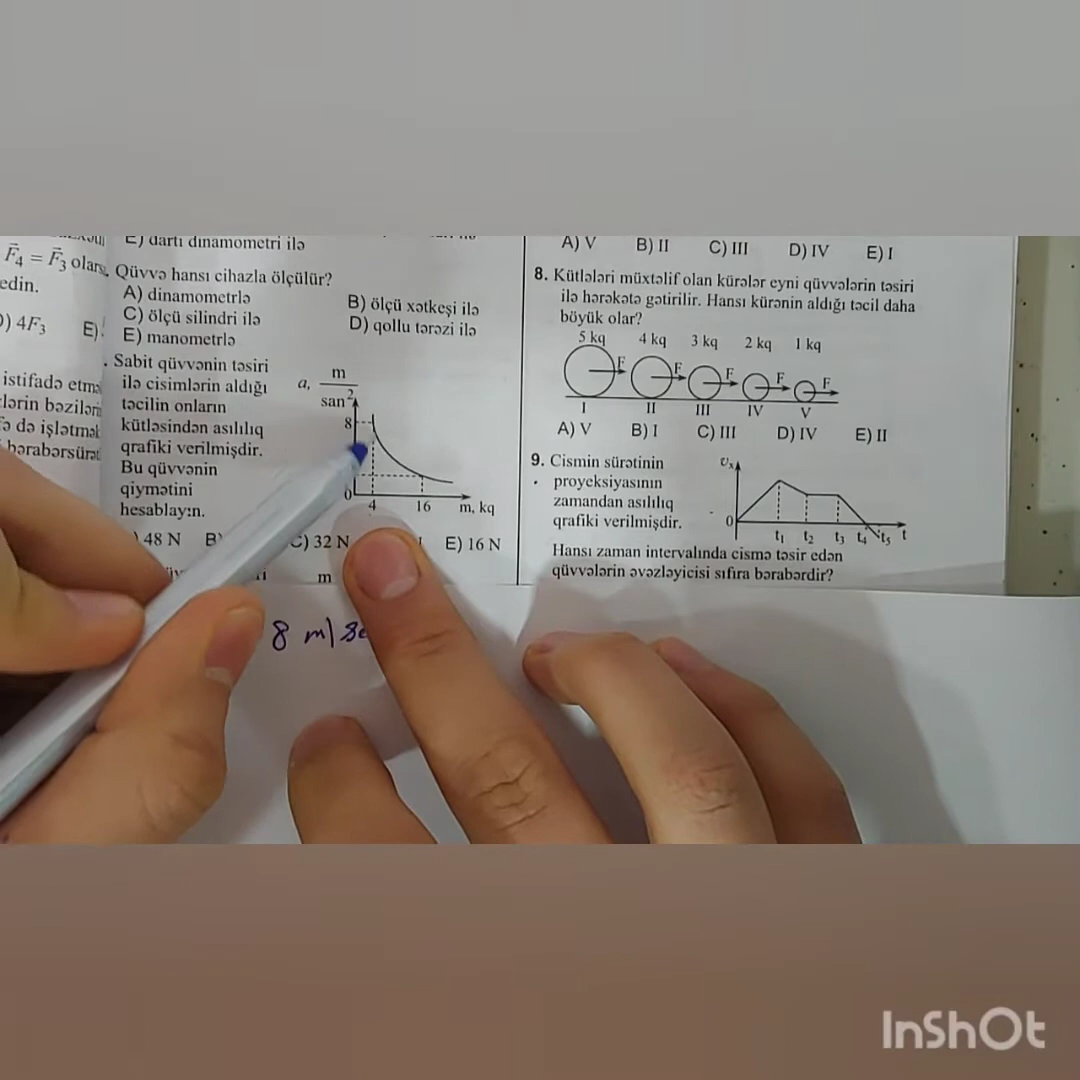 F⃗4 = F⃗3 olarsa,
edin.
D) 4F3
E)
istifadə etmə
lərin bəzilərin
də işlətmək
bərabərsürətl
E) dartı dinamometri ilə
Qüvvə hansı cihazla ölçülür?
A) dinamometrlə
B) ölçü xətkeşi ilə
C) ölçü silindri ilə
D) qollu tərəzi ilə
E) manometrlə
Sabit qüvvənin təsiri
ilə cisimlərin aldığı
təcilin onların
kütləsindən asılılıq
qrafiki verilmişdir.
Bu qüvvənin
qiymətini
hesablayın.
a, m/san²
8
0
4 16 m, kq
48 N B) C) 32 N E) 16 N
m
8 m/se
A) V B) II C) III D) IV E) I
8. Kütlələri müxtəlif olan kürələr eyni qüvvələrin təsiri
ilə hərəkətə gətirilir. Hansı kürənin aldığı təcil daha
böyük olar?
5 kq 4 kq 3 kq 2 kq 1 kq
F F F F F
I II III IV V
A) V B) I C) III D) IV E) II
9. Cismin sürətinin
proyeksiyasının
zamandan asılılıq
qrafiki verilmişdir.
υx
0
t1 t2 t3 t4 t5 t
Hansı zaman intervalında cismə təsir edən
qüvvələrin əvəzləyicisi sıfıra bərabərdir?
InShOt